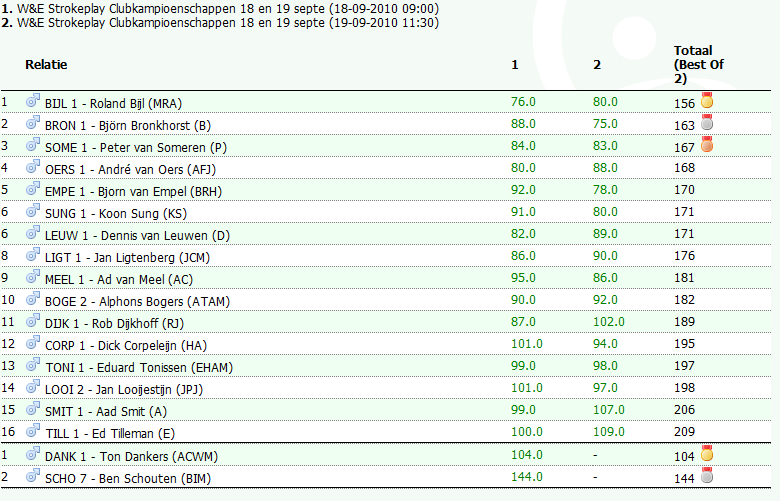 1. W&E Strokeplay Clubkampioenschappen 18 en 19 septe (18-09-2010 09:00)
2. W&E Strokeplay Clubkampioenschappen 18 en 19 septe (19-09-2010 11:30)
Relatie 1 2 Totaal
(Best Of
2)
1 BIJL 1 - Roland Bijl (MRA) 76.0 80.0 156
2 BRON 1 - Björn Bronkhorst (B) 88.0 75.0 163
3 SOME 1 - Peter van Someren (P) 84.0 83.0 167
4 OERS 1 - André van Oers (AFJ) 80.0 88.0 168
5 EMPE 1 - Bjorn van Empel (BRH) 92.0 78.0 170
6 SUNG 1 - Koon Sung (KS) 91.0 80.0 171
6 LEUW 1 - Dennis van Leuwen (D) 82.0 89.0 171
8 LIGT 1 - Jan Ligtenberg (JCM) 86.0 90.0 176
9 MEEL 1 - Ad van Meel (AC) 95.0 86.0 181
10 BOGE 2 - Alphons Bogers (ATAM) 90.0 92.0 182
11 DIJK 1 - Rob Dijkhoff (RJ) 87.0 102.0 189
12 CORP 1 - Dick Corpeleijn (HA) 101.0 94.0 195
13 TONI 1 - Eduard Tonissen (EHAM) 99.0 98.0 197
14 LOOI 2 - Jan Looijestijn (JPJ) 101.0 97.0 198
15 SMIT 1 - Aad Smit (A) 99.0 107.0 206
16 TILL 1 - Ed Tilleman (E) 100.0 109.0 209
1 DANK 1 - Ton Dankers (ACWM) 104.0 - 104
2 SCHO 7 - Ben Schouten (BIM) 144.0 - 144